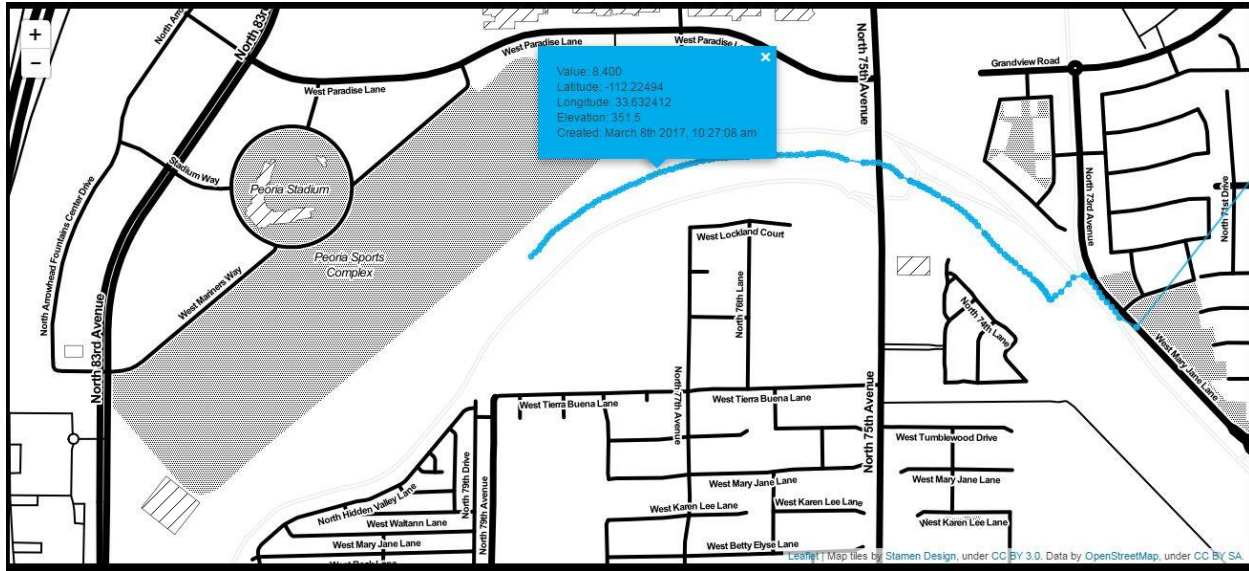 +
−
North Arro
North 83rd
West Paradise Lane
West Paradise Lane
West Paradise Lane
North 75th Avenue
Grandview Road
×
Value: 8.400
Latitude: -112.22494
Longitude: 33.632412
Elevation: 351.5
Created: March 8th 2017, 10:27:08 am
Stadium Way
Peoria Stadium
North Arrowhead Fountains Center Drive
Peoria Sports
Complex
West Mariners Way
North 83rd Avenue
West Lockland Court
North 76th Lane
North 77th Avenue
North 73rd Avenue
North 71st Drive
North 74th Lane
West Mary Jane Lane
West Tierra Buena Lane
West Tierra Buena Lane
North 75th Avenue
West Tumblewood Drive
North 79th Drive
North 79th Avenue
West Mary Jane Lane
West Mary Jane Lane
North Hidden Valley Lane
West Karen Lee Lane
West Karen Lee Lane
West Karen Lee Lane
West Waltann Lane
West Mary Jane Lane
West Betty Elyse Lane
Leaflet | Map tiles by Stamen Design, under CC BY 3.0. Data by OpenStreetMap, under CC BY SA.